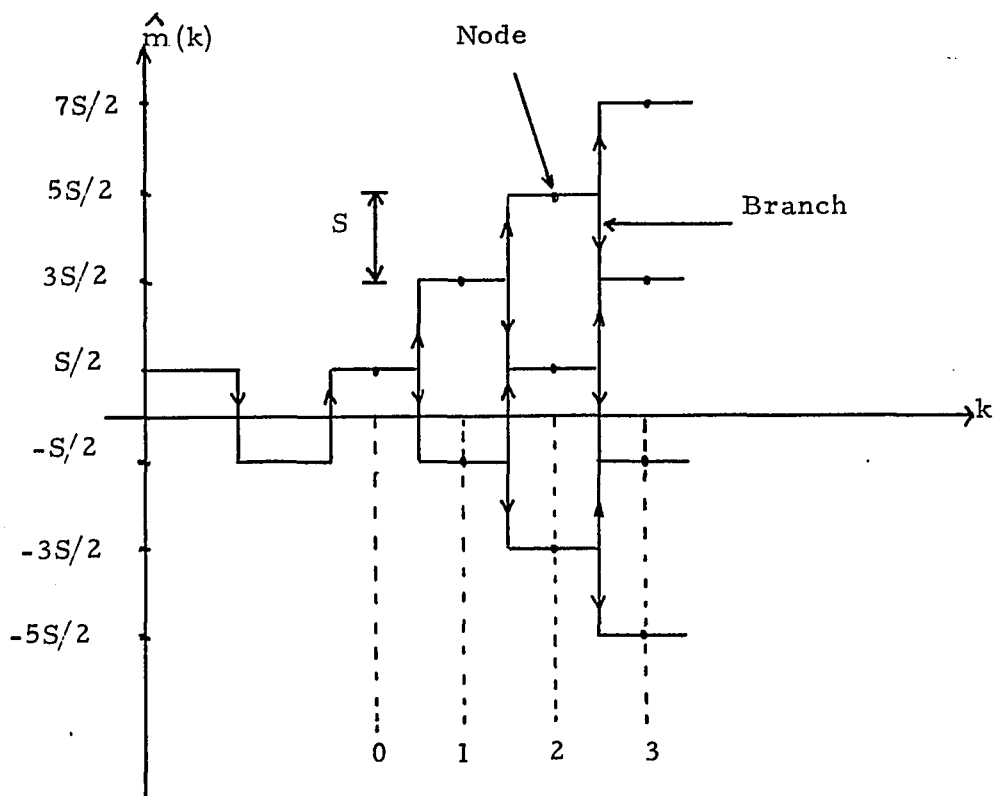 m̂(k)
Node
7S/2
5S/2
Branch
S
3S/2
S/2
k
-S/2
-3S/2
-5S/2
0 1 2 3